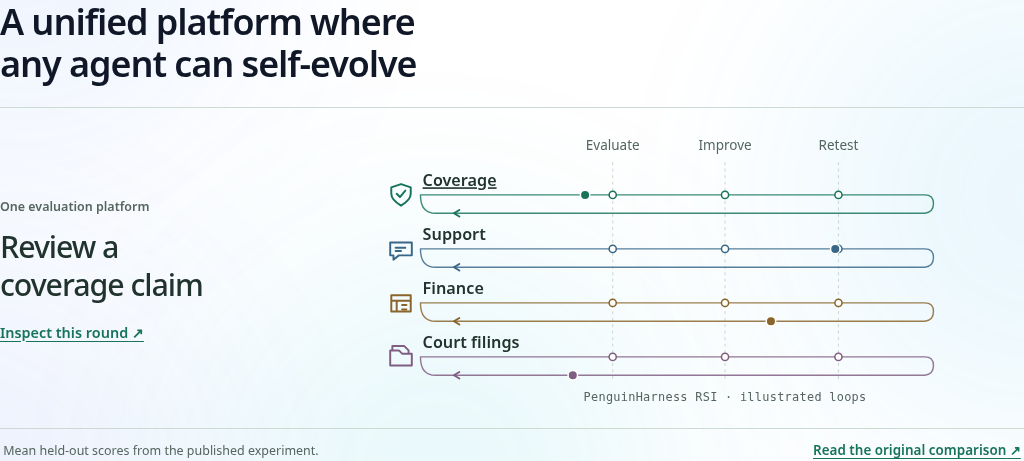 A unified platform where
any agent can self-evolve
Evaluate Improve Retest
One evaluation platform
Review a
coverage claim
Inspect this round ↗
Coverage
Support
Finance
Court filings
PenguinHarness RSI · illustrated loops
Mean held-out scores from the published experiment.
Read the original comparison ↗